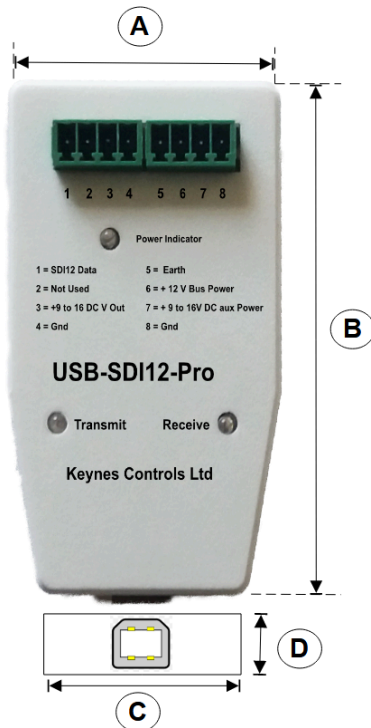 A
1 2 3 4 5 6 7 8
Power Indicator
1 = SDI12 Data 5 = Earth
2 = Not Used 6 = + 12 V Bus Power
3 = +9 to 16 DC V Out 7 = + 9 to 16V DC aux Power
4 = Gnd 8 = Gnd
B
USB-SDI12-Pro
Transmit Receive
Keynes Controls Ltd
D
C